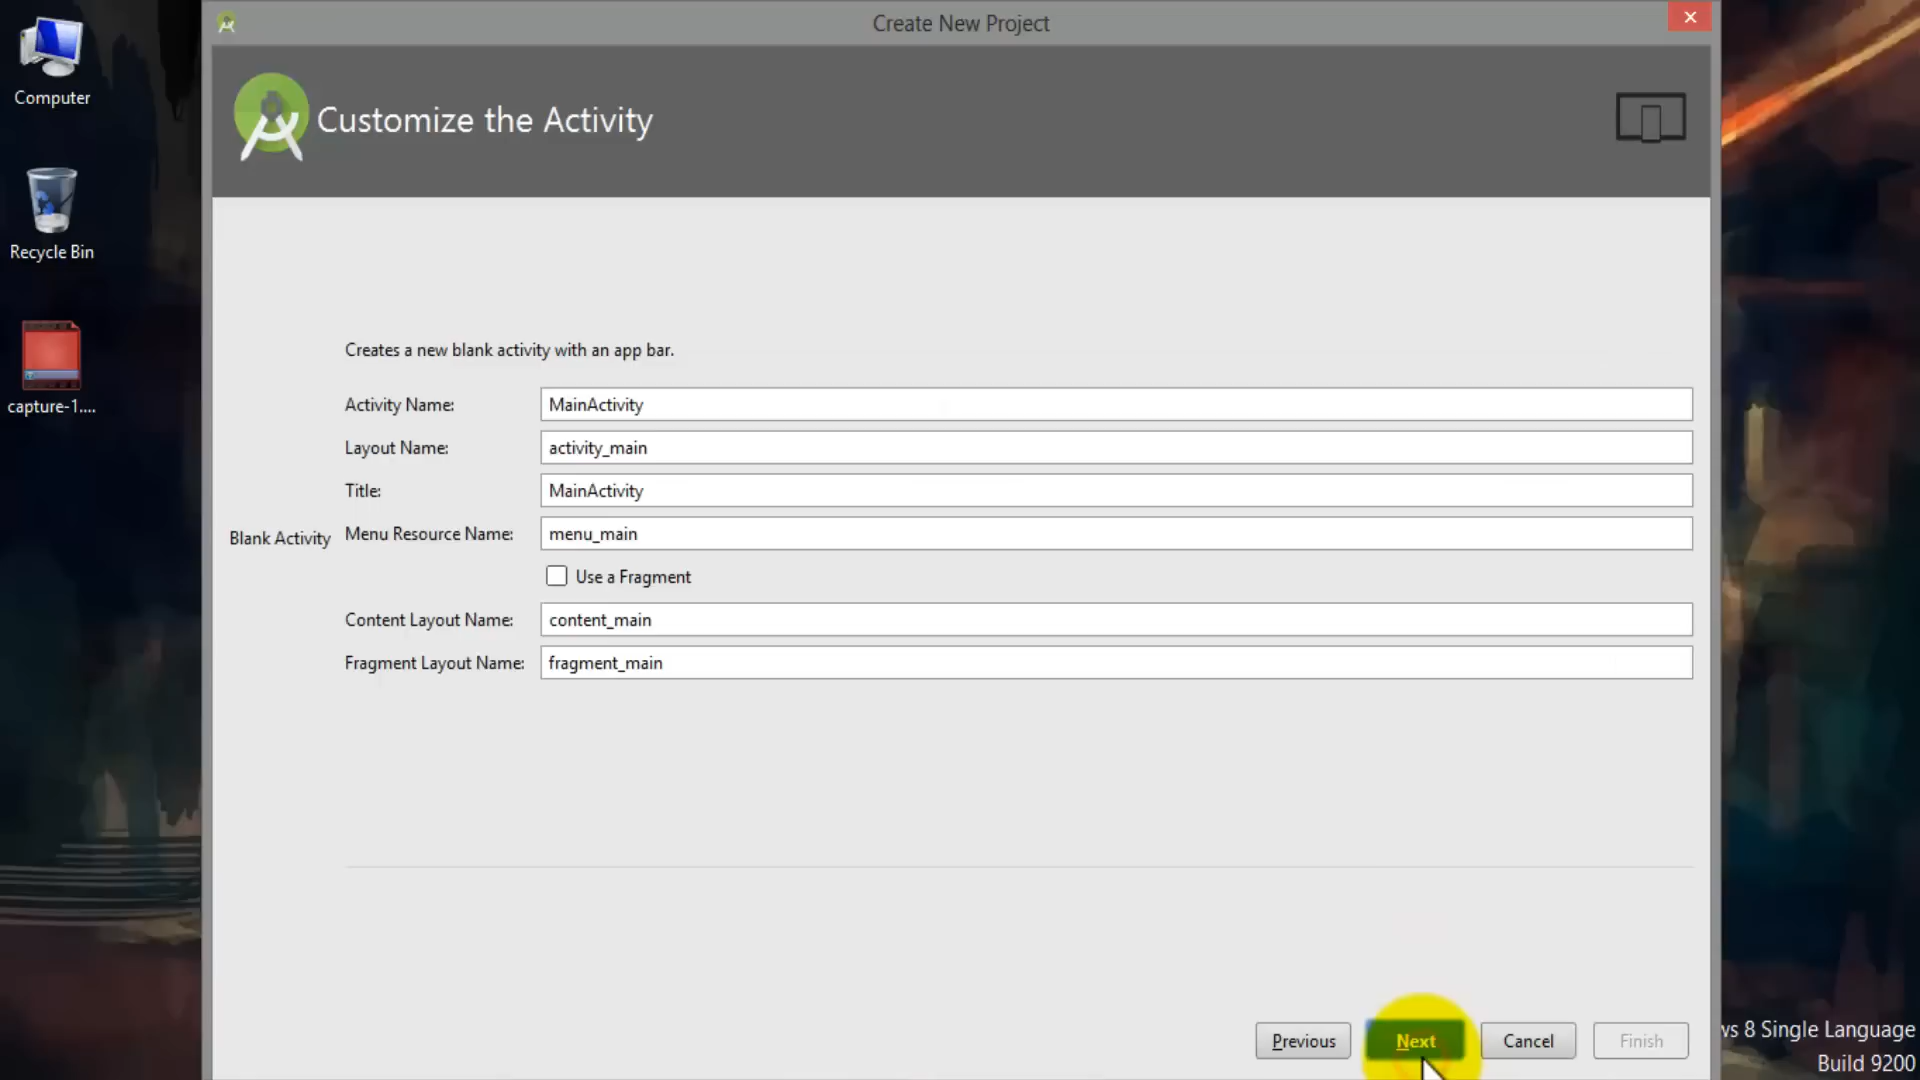 Create New Project
Computer
Customize the Activity
Recycle Bin
Creates a new blank activity with an app bar.
capture-1....
Activity Name: MainActivity
Layout Name: activity_main
Title: MainActivity
Blank Activity
Menu Resource Name: menu_main
Use a Fragment
Content Layout Name: content_main
Fragment Layout Name: fragment_main
Previous Next Cancel Finish
ws 8 Single Language
Build 9200